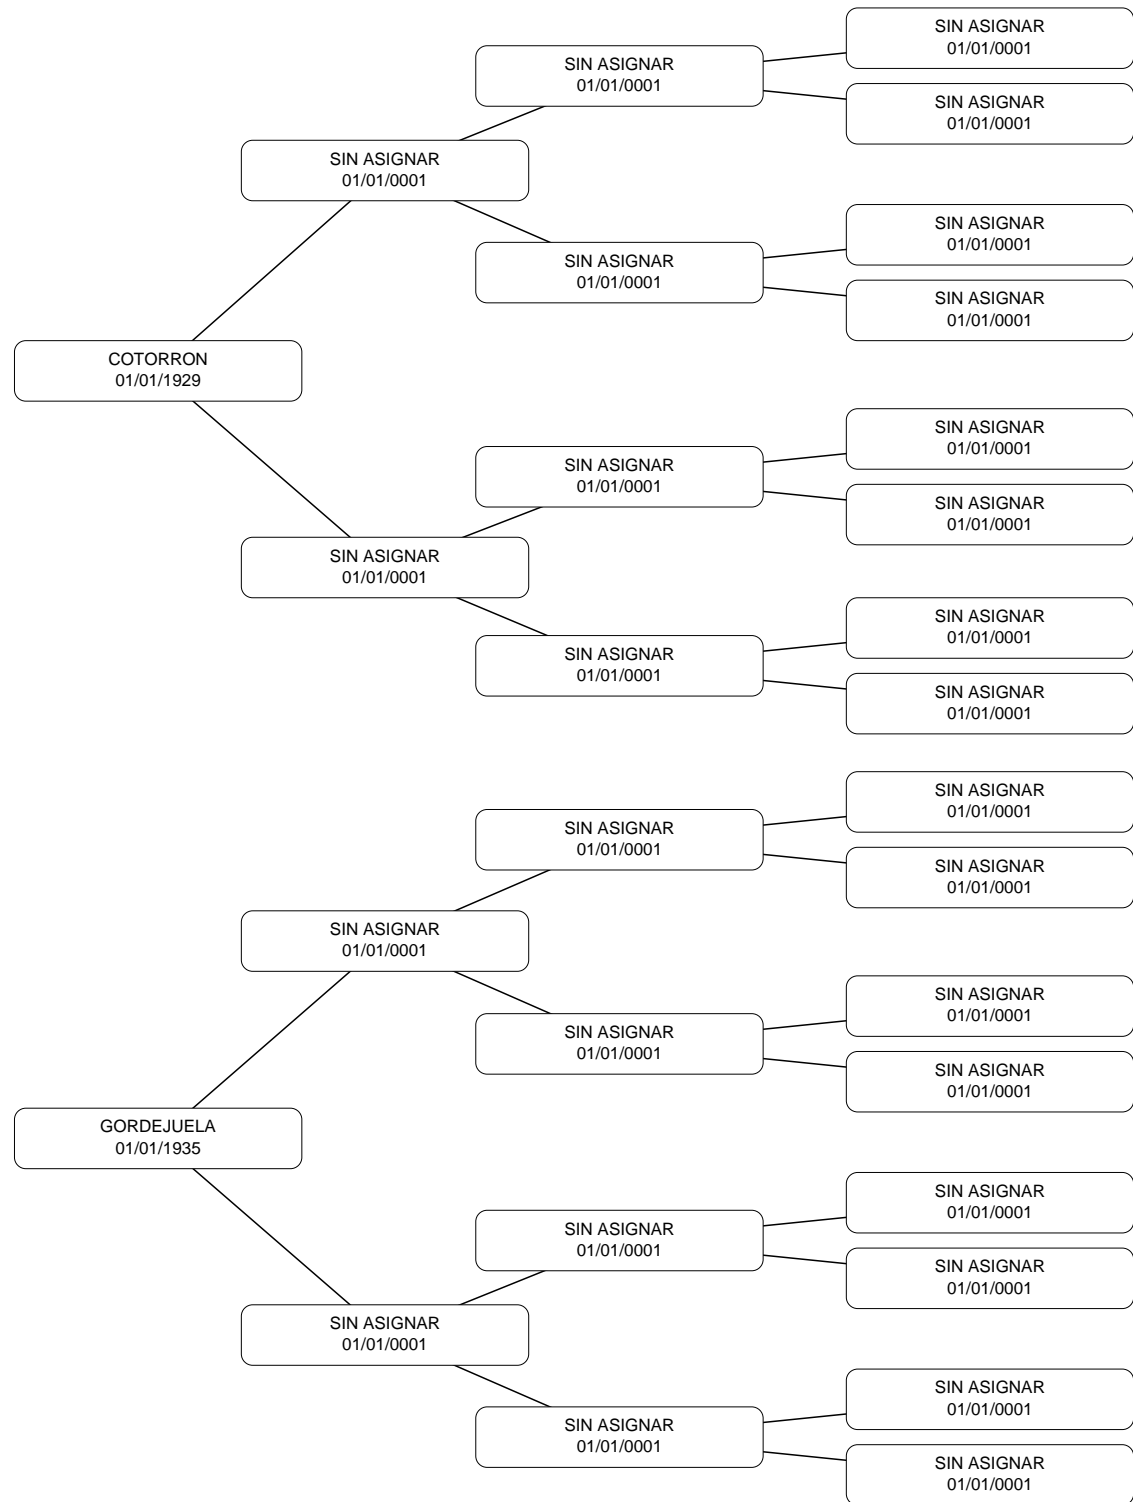 SIN ASIGNAR
01/01/0001
SIN ASIGNAR
01/01/0001
SIN ASIGNAR
01/01/0001
SIN ASIGNAR
01/01/0001
SIN ASIGNAR
01/01/0001
SIN ASIGNAR
01/01/0001
SIN ASIGNAR
01/01/0001
COTORRON
01/01/1929
SIN ASIGNAR
01/01/0001
SIN ASIGNAR
01/01/0001
SIN ASIGNAR
01/01/0001
SIN ASIGNAR
01/01/0001
SIN ASIGNAR
01/01/0001
SIN ASIGNAR
01/01/0001
SIN ASIGNAR
01/01/0001
SIN ASIGNAR
01/01/0001
SIN ASIGNAR
01/01/0001
SIN ASIGNAR
01/01/0001
SIN ASIGNAR
01/01/0001
SIN ASIGNAR
01/01/0001
SIN ASIGNAR
01/01/0001
SIN ASIGNAR
01/01/0001
GORDEJUELA
01/01/1935
SIN ASIGNAR
01/01/0001
SIN ASIGNAR
01/01/0001
SIN ASIGNAR
01/01/0001
SIN ASIGNAR
01/01/0001
SIN ASIGNAR
01/01/0001
SIN ASIGNAR
01/01/0001
SIN ASIGNAR
01/01/0001